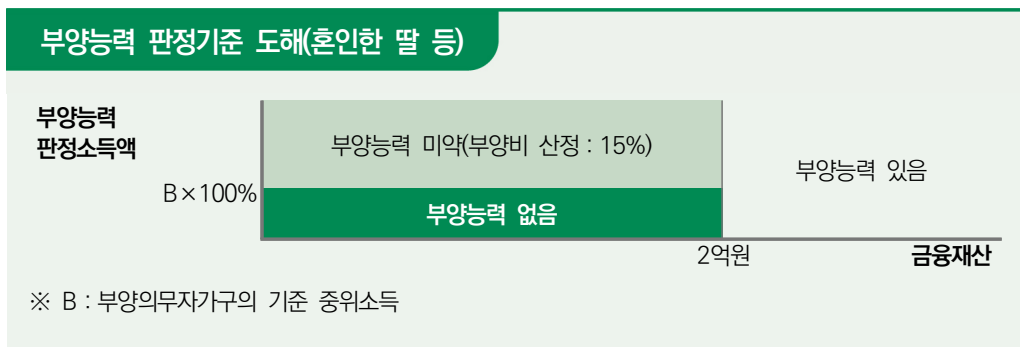 부양능력 판정기준 도해(혼인한 딸 등)
부양능력
판정소득액
부양능력 미약(부양비 산정 : 15%)
부양능력 있음
B×100%
부양능력 없음
2억원
금융재산
※ B : 부양의무자가구의 기준 중위소득